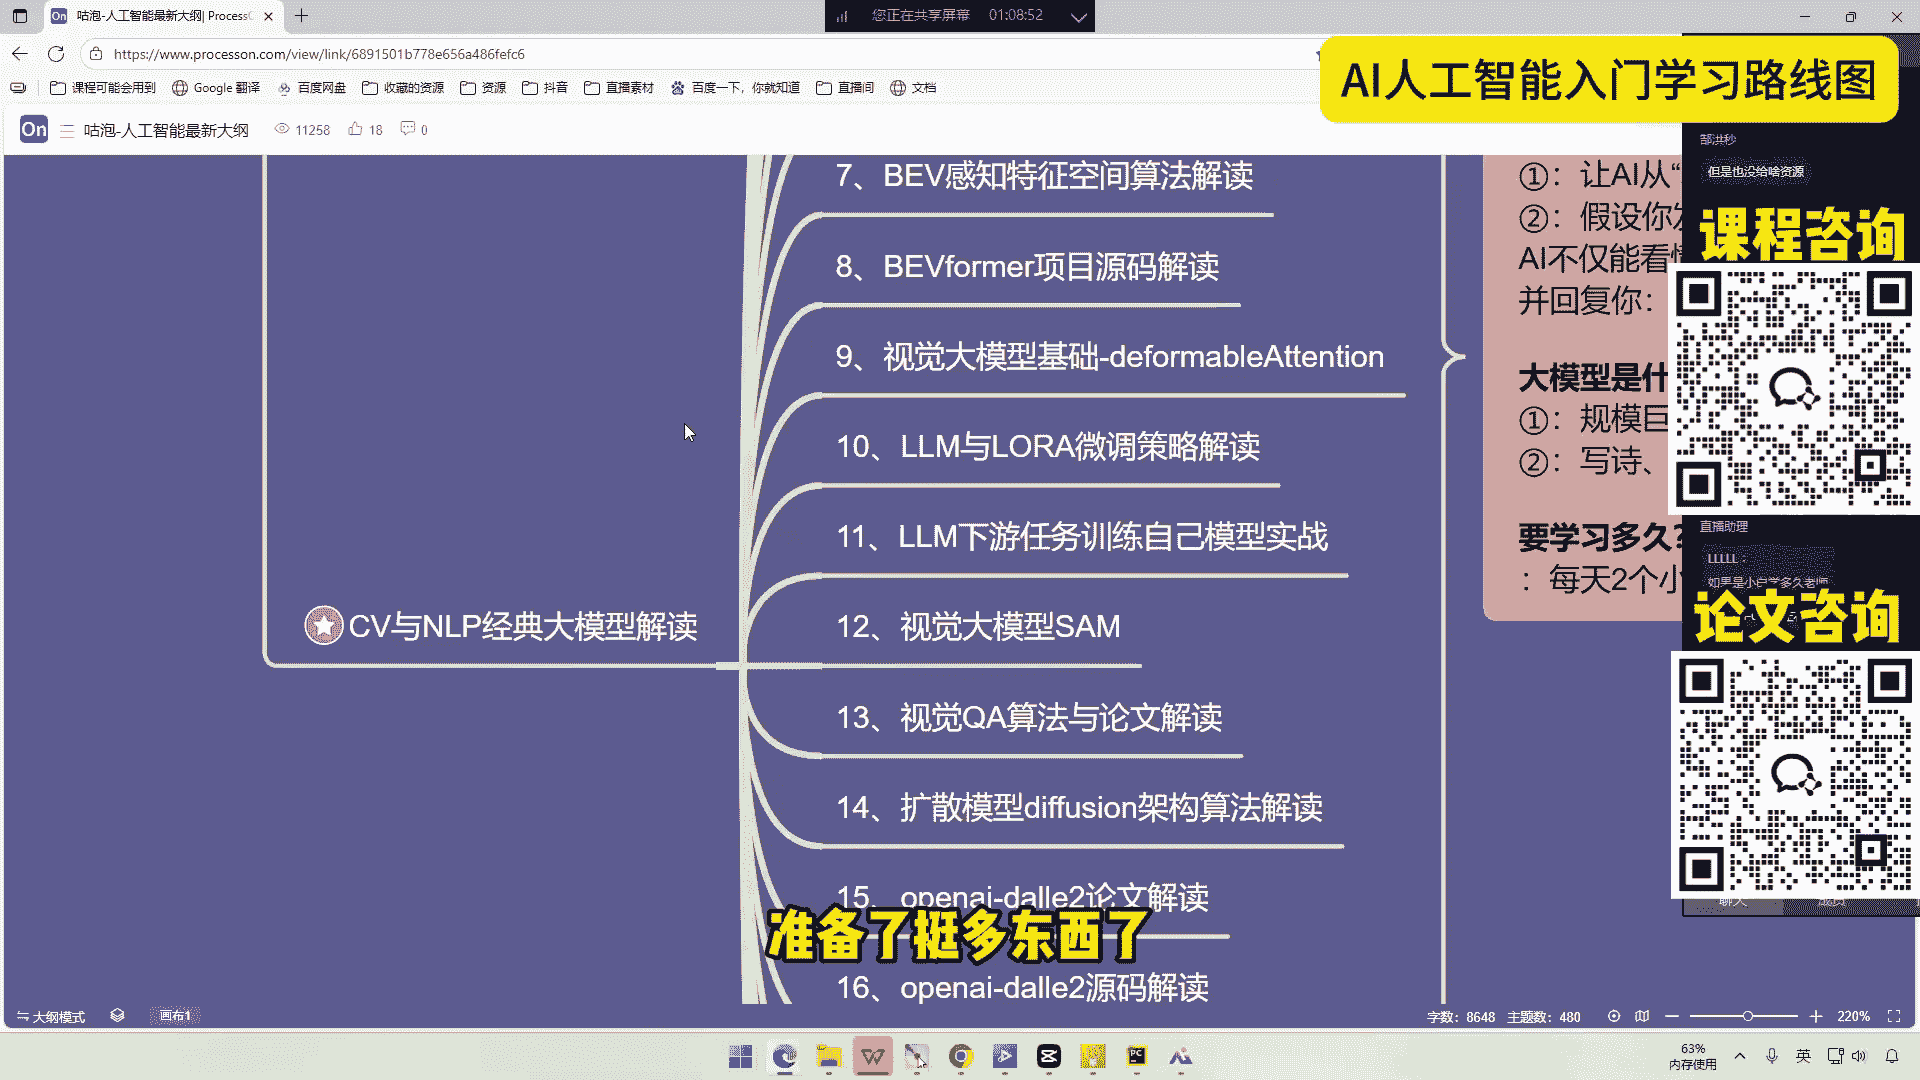 咕泡-人工智能最新大纲| Process
您正在共享屏幕 01:08:52
https://www.processon.com/view/link/6891501b778e656a486fefc6
课程可能会用到
Google 翻译
百度网盘
收藏的资源
资源
抖音
直播素材
百度一下，你就知道
直播间
文档
AI人工智能入门学习路线图
On
咕泡-人工智能最新大纲
11258
18
0
7、BEV感知特征空间算法解读
8、BEVformer项目源码解读
9、视觉大模型基础-deformableAttention
10、LLM与LORA微调策略解读
11、LLM下游任务训练自己模型实战
CV与NLP经典大模型解读
12、视觉大模型SAM
13、视觉QA算法与论文解读
14、扩散模型diffusion架构算法解读
15、openai-dalle2论文解读
16、openai-dalle2源码解读
①：让AI从“
②：假设你
AI不仅能看
并回复你：
大模型是什
①：规模巨
②：写诗、
要学习多久?
：每天2个小
但是也没给啥资源
课程咨询
直播助理
LLLLL：
如果是小白学多久老师
论文咨询
聊天
成员
准备了挺多东西了
大纲模式
画布1
字数：8648
主题数：480
220%
63%
内存使用
英